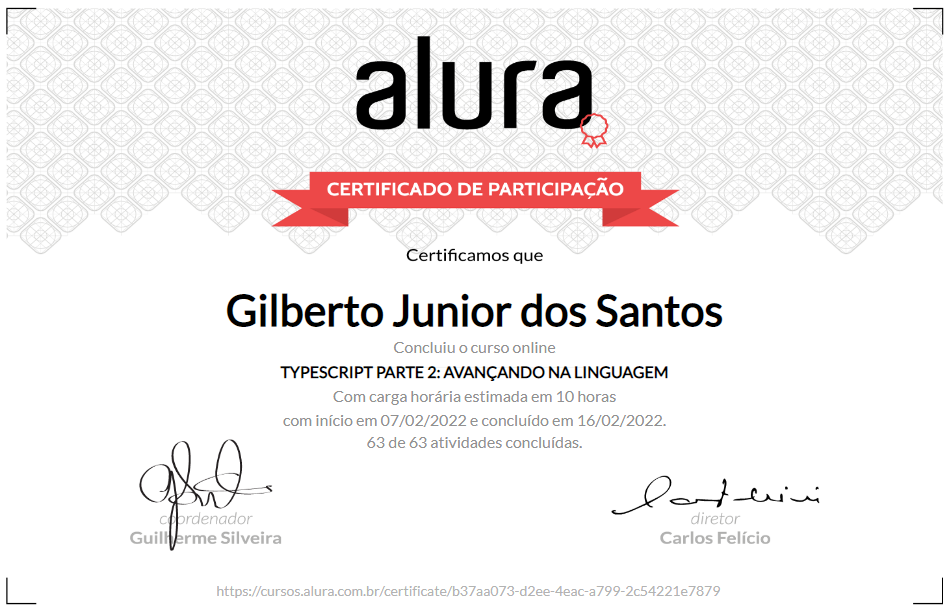 alura
CERTIFICADO DE PARTICIPAÇÃO
Certificamos que
Gilberto Junior dos Santos
Concluiu o curso online
TYPESCRIPT PARTE 2: AVANÇANDO NA LINGUAGEM
Com carga horária estimada em 10 horas
com início em 07/02/2022 e concluído em 16/02/2022.
63 de 63 atividades concluídas.
coordenador
Guilherme Silveira
diretor
Carlos Felício
https://cursos.alura.com.br/certificate/b37aa073-d2ee-4eac-a799-2c54221e7879